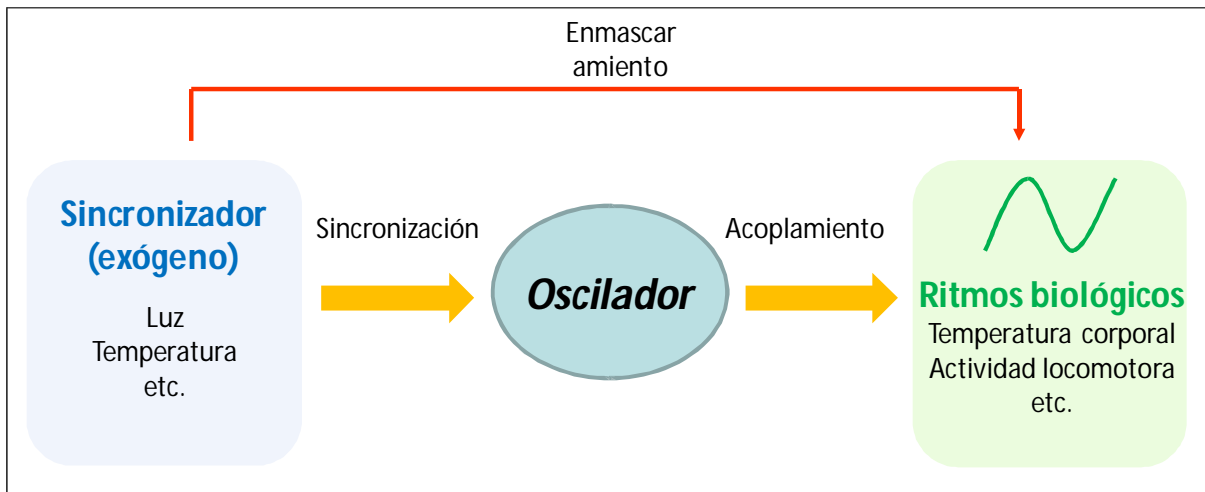 Enmascar
amiento
Sincronizador
(exógeno)
Luz
Temperatura
etc.
Sincronización
Oscilador
Acoplamiento
Ritmos biológicos
Temperatura corporal
Actividad locomotora
etc.